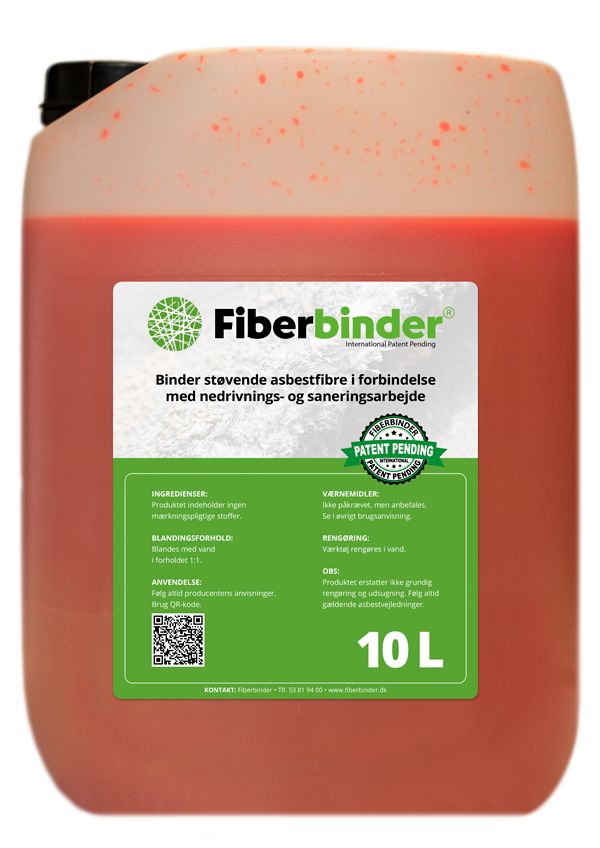 Fiberbinder®
International Patent Pending
Binder støvende asbestfibre i forbindelse
med nedrivnings- og saneringsarbejde
FIBERBINDER
PATENT PENDING
INTERNATIONAL
PATENT PENDING
INGREDIENSER:
Produktet indeholder ingen
mærkningspligtige stoffer.
BLANDINGSFORHOLD:
Blandes med vand
i forholdet 1:1.
ANVENDELSE:
Følg altid producentens anvisninger.
Brug QR-kode.
VÆRNEMIDLER:
Ikke påkrævet, men anbefales.
Se i øvrigt brugsanvisning.
RENGØRING:
Værktøj rengøres i vand.
OBS:
Produktet erstatter ikke grundig
rengøring og udsugning. Følg altid
gældende asbestvejledninger.
10 L
KONTAKT: Fiberbinder • Tlf. 53 81 94 00 • www.fiberbinder.dk